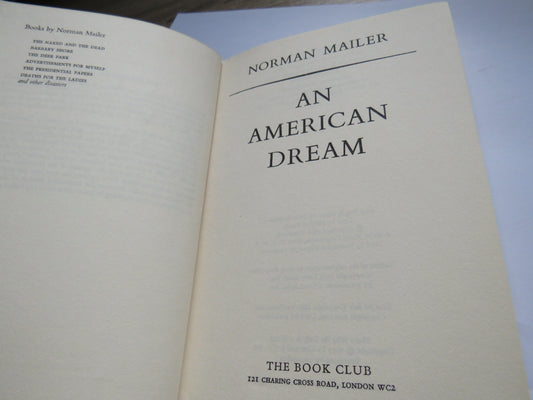 Books by Norman Mailer
THE NAKED AND THE DEAD
BARBARY SHORE
THE DEER PARK
ADVERTISEMENTS FOR MYSELF
THE PRESIDENTIAL PAPERS
DEATHS FOR THE LADIES
and other disasters
NORMAN MAILER
AN
AMERICAN
DREAM
THE BOOK CLUB
121 CHARING CROSS ROAD, LONDON WC2